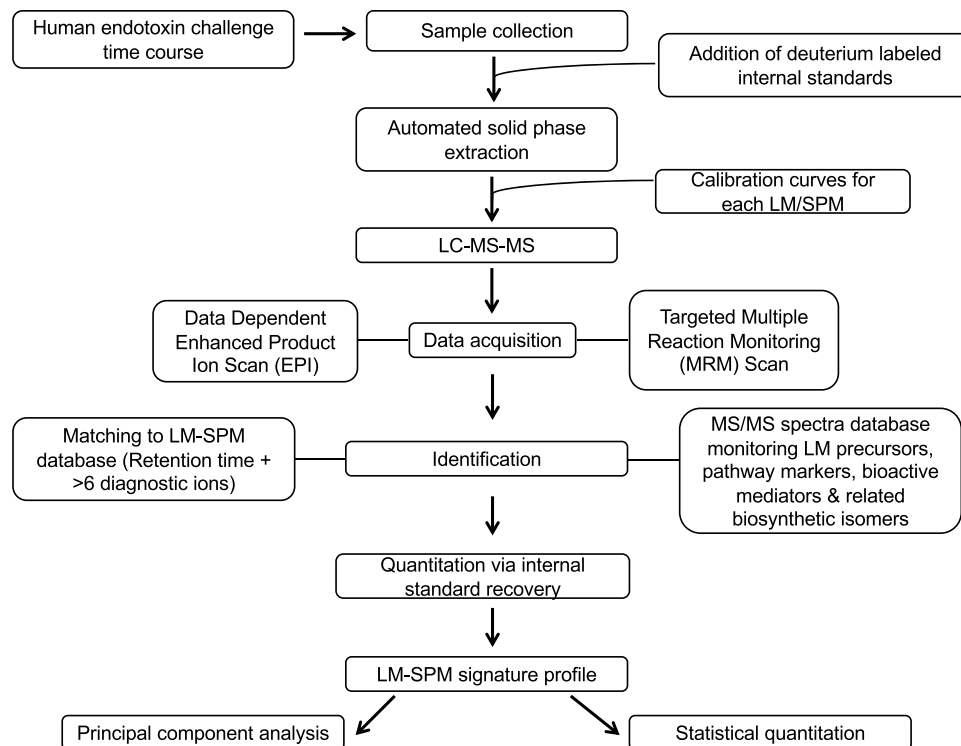 Human endotoxin challenge
time course
Sample collection
Addition of deuterium labeled
internal standards
Automated solid phase
extraction
Calibration curves for
each LM/SPM
LC-MS-MS
Data Dependent
Enhanced Product
Ion Scan (EPI)
Data acquisition
Targeted Multiple
Reaction Monitoring
(MRM) Scan
Matching to LM-SPM
database (Retention time +
>6 diagnostic ions)
Identification
MS/MS spectra database
monitoring LM precursors,
pathway markers, bioactive
mediators & related
biosynthetic isomers
Quantitation via internal
standard recovery
LM-SPM signature profile
Principal component analysis
Statistical quantitation